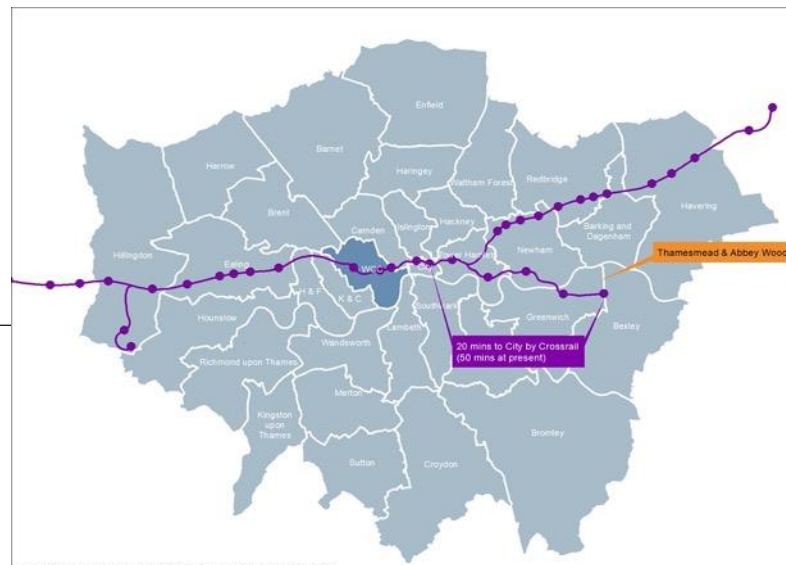 Enfield
Barnet
Harrow
Haringey
Waltham Forest
Redbridge
Havering
Brent
Camden
Islington
Hackney
Barking and
Dagenham
Hillingdon
Ealing
WCC
City
Tower Hamlets
Newham
Thamesmead & Abbey Wood
H & F
K & C
Southwark
Hounslow
Greenwich
Bexley
Lambeth
Wandsworth
20 mins to City by Crossrail
(50 mins at present)
Richmond upon Thames
Merton
Kingston
upon
Thames
Bromley
Sutton
Croydon